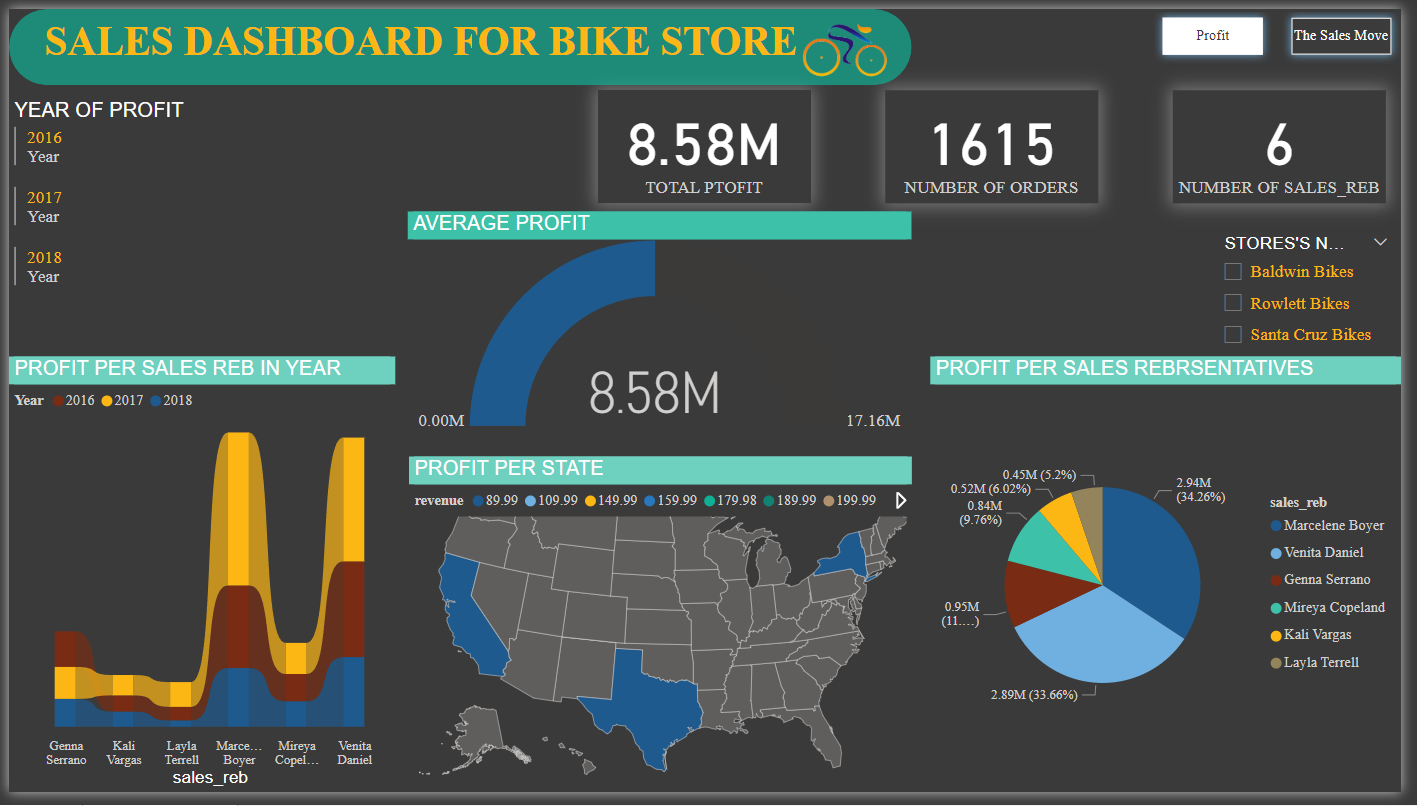 SALES DASHBOARD FOR BIKE STORE
Profit
The Sales Move
YEAR OF PROFIT
2016
Year
2017
Year
2018
Year
8.58M
TOTAL PTOFIT
1615
NUMBER OF ORDERS
6
NUMBER OF SALES_REB
STORES'S N...
Baldwin Bikes
Rowlett Bikes
Santa Cruz Bikes
AVERAGE PROFIT
8.58M
0.00M
17.16M
PROFIT PER SALES REB IN YEAR
Year 2016 2017 2018
Genna
Serrano
Kali
Vargas
Layla
Terrell
Marce...
Boyer
Mireya
Copel...
Venita
Daniel
sales_reb
PROFIT PER STATE
revenue 89.99 109.99 149.99 159.99 179.98 189.99 199.99
PROFIT PER SALES REBRSENTATIVES
0.45M (5.2%)
0.52M (6.02%)
0.84M
(9.76%)
0.95M
(11....)
2.89M (33.66%)
2.94M
(34.26%)
sales_reb
Marcelene Boyer
Venita Daniel
Genna Serrano
Mireya Copeland
Kali Vargas
Layla Terrell